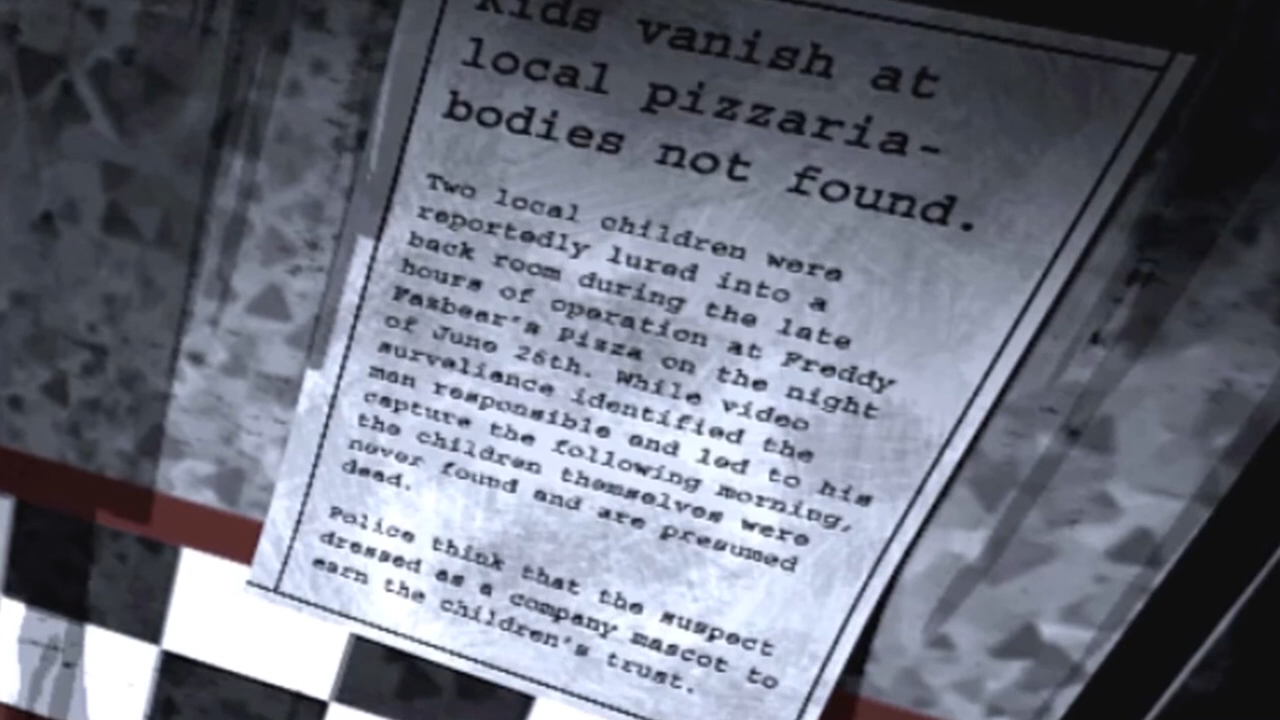 Kids vanish at
local pizzaria-
bodies not found.
Two local children were
reportedly lured into a
back room during the late
hours of operation at Freddy
Fazbear's Pizza on the night
of June 26th. While video
survelience identified the
man responsible and led to his
capture the following morning,
the children themselves were
never found and are presumed
dead.
Police think that the suspect
dressed as a company mascot to
earn the children's trust.